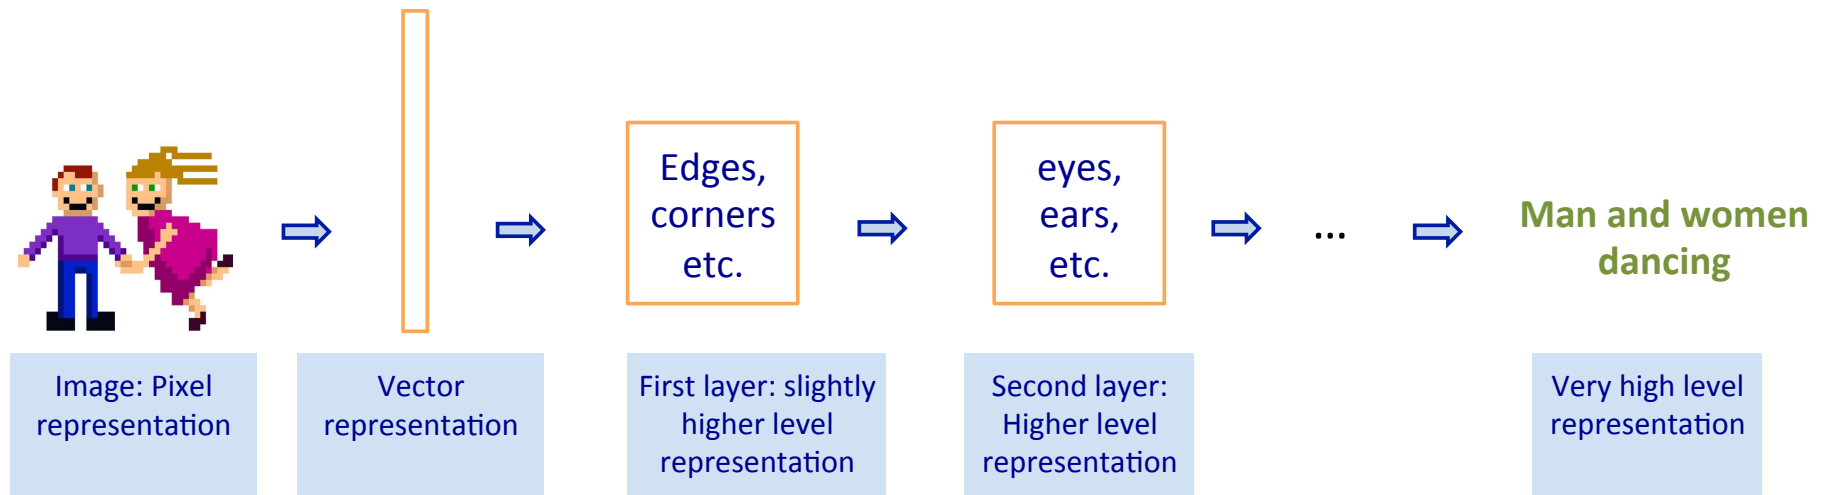 Edges,
corners
etc.
eyes,
ears,
etc.
...
Man and women
dancing
Image: Pixel
representation
Vector
representation
First layer: slightly
higher level
representation
Second layer:
Higher level
representation
Very high level
representation